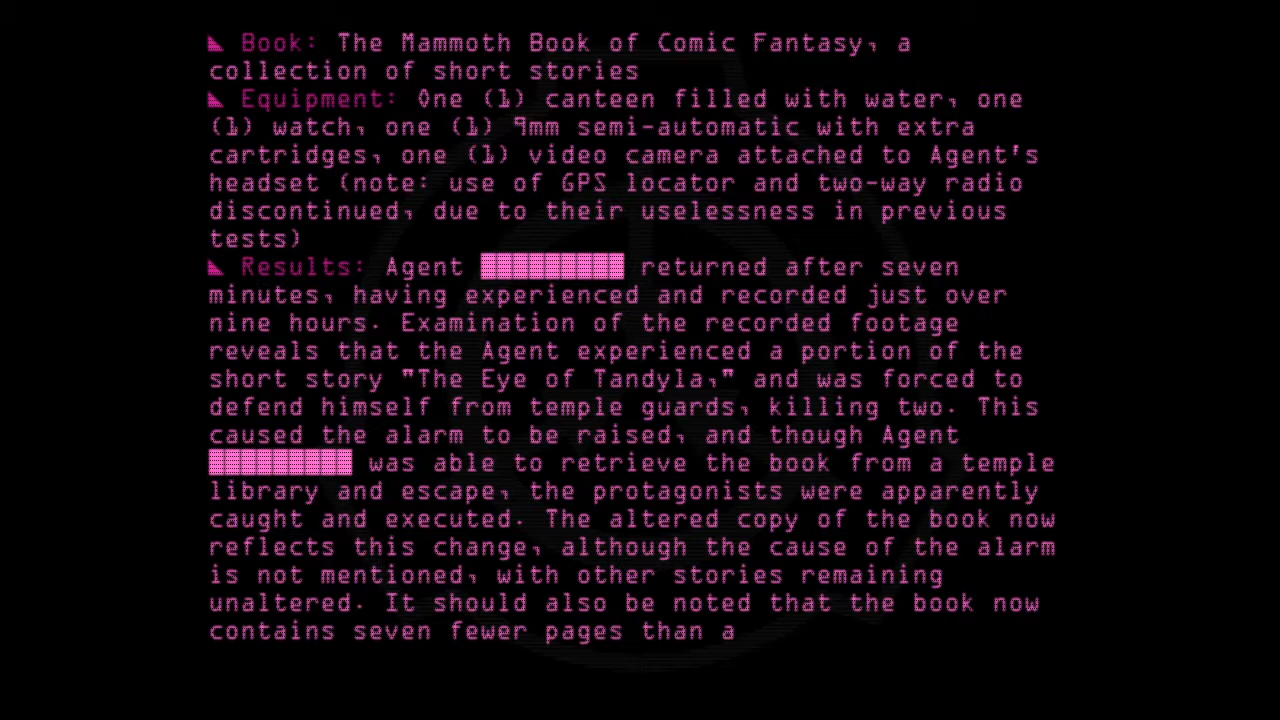 ◣ Book: The Mammoth Book of Comic Fantasy, a
collection of short stories
◣ Equipment: One (1) canteen filled with water, one
(1) watch, one (1) 9mm semi-automatic with extra
cartridges, one (1) video camera attached to Agent's
headset (note: use of GPS locator and two-way radio
discontinued, due to their uselessness in previous
tests)
◣ Results: Agent █████████ returned after seven
minutes, having experienced and recorded just over
nine hours. Examination of the recorded footage
reveals that the Agent experienced a portion of the
short story "The Eye of Tandyla," and was forced to
defend himself from temple guards, killing two. This
caused the alarm to be raised, and though Agent
█████████ was able to retrieve the book from a temple
library and escape, the protagonists were apparently
caught and executed. The altered copy of the book now
reflects this change, although the cause of the alarm
is not mentioned, with other stories remaining
unaltered. It should also be noted that the book now
contains seven fewer pages than a